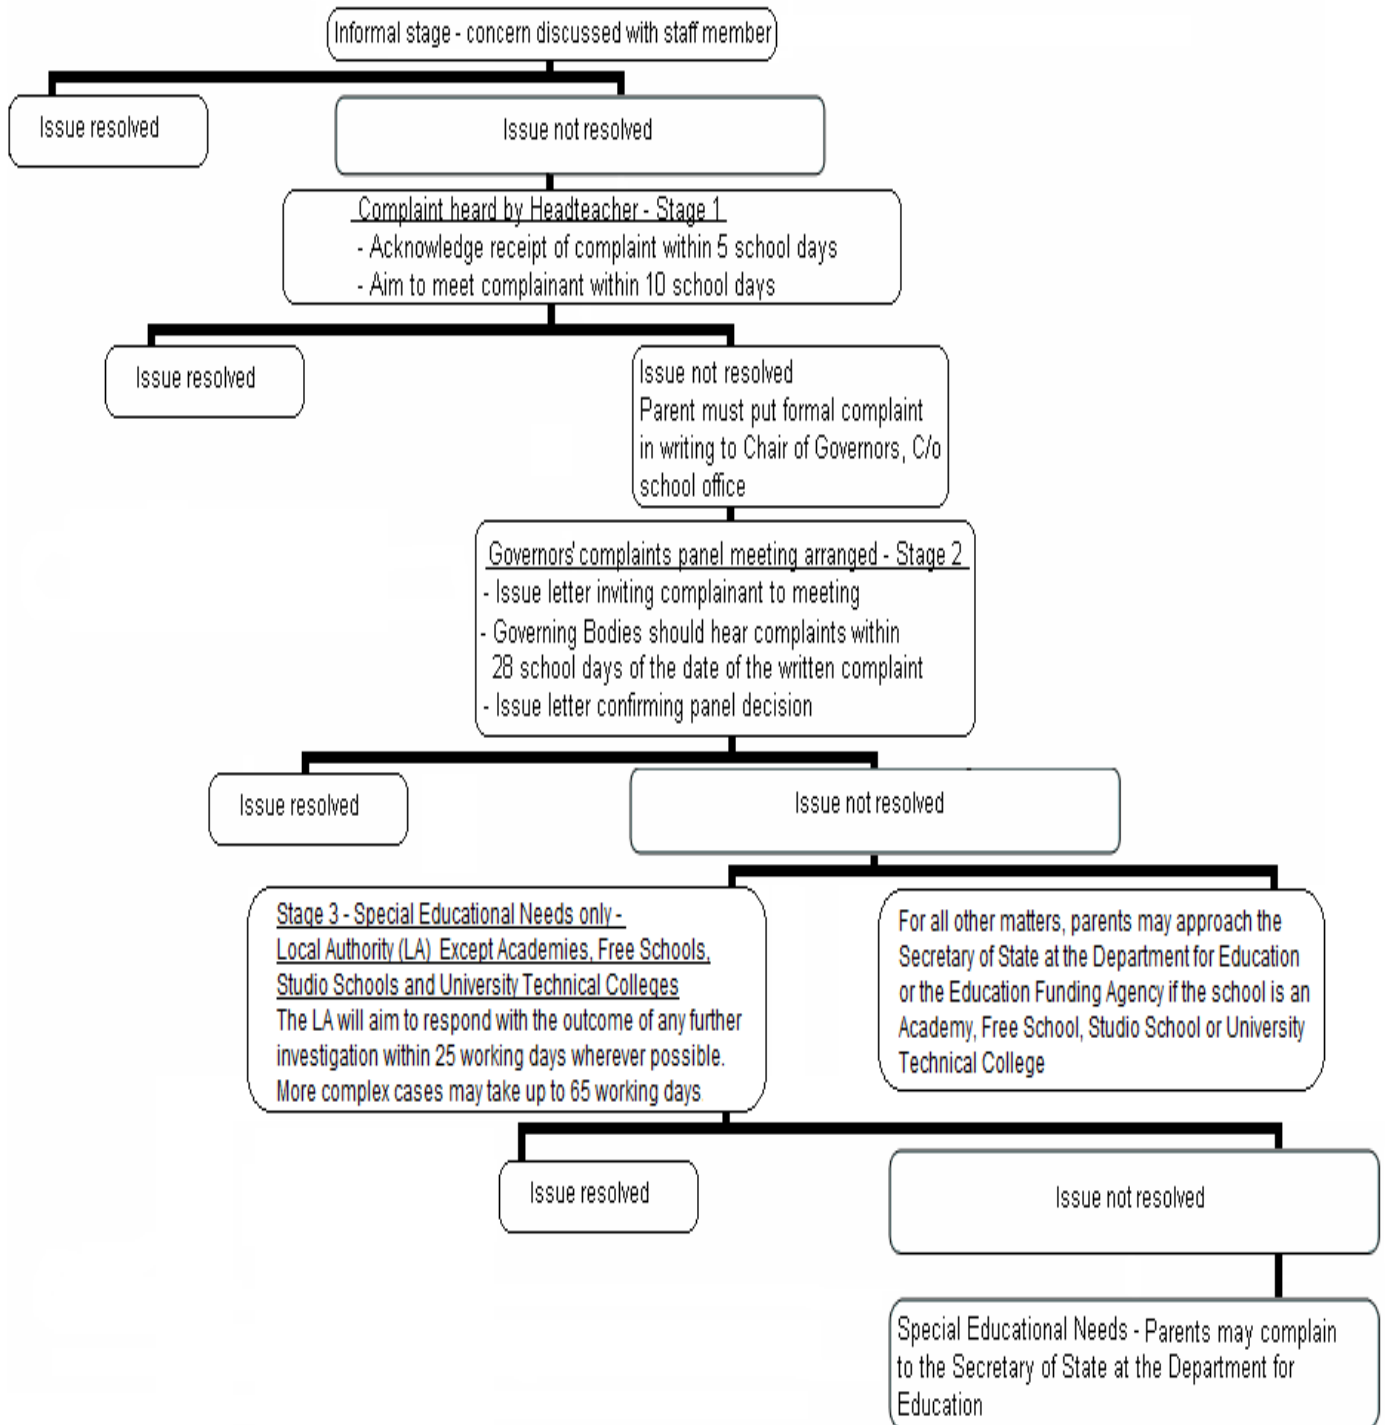 Informal stage - concern discussed with staff member
Issue resolved
Issue not resolved
Complaint heard by Headteacher - Stage 1
- Acknowledge receipt of complaint within 5 school days
- Aim to meet complainant within 10 school days
Issue resolved
Issue not resolved
Parent must put formal complaint
in writing to Chair of Governors, C/o
school office
Governors' complaints panel meeting arranged - Stage 2
- Issue letter inviting complainant to meeting
- Governing Bodies should hear complaints within
28 school days of the date of the written complaint
- Issue letter confirming panel decision
Issue resolved
Issue not resolved
Stage 3 - Special Educational Needs only -
Local Authority (LA) Except Academies, Free Schools,
Studio Schools and University Technical Colleges
The LA will aim to respond with the outcome of any further
investigation within 25 working days wherever possible.
More complex cases may take up to 65 working days
For all other matters, parents may approach the
Secretary of State at the Department for Education
or the Education Funding Agency if the school is an
Academy, Free School, Studio School or University
Technical College
Issue resolved
Issue not resolved
Special Educational Needs - Parents may complain
to the Secretary of State at the Department for
Education